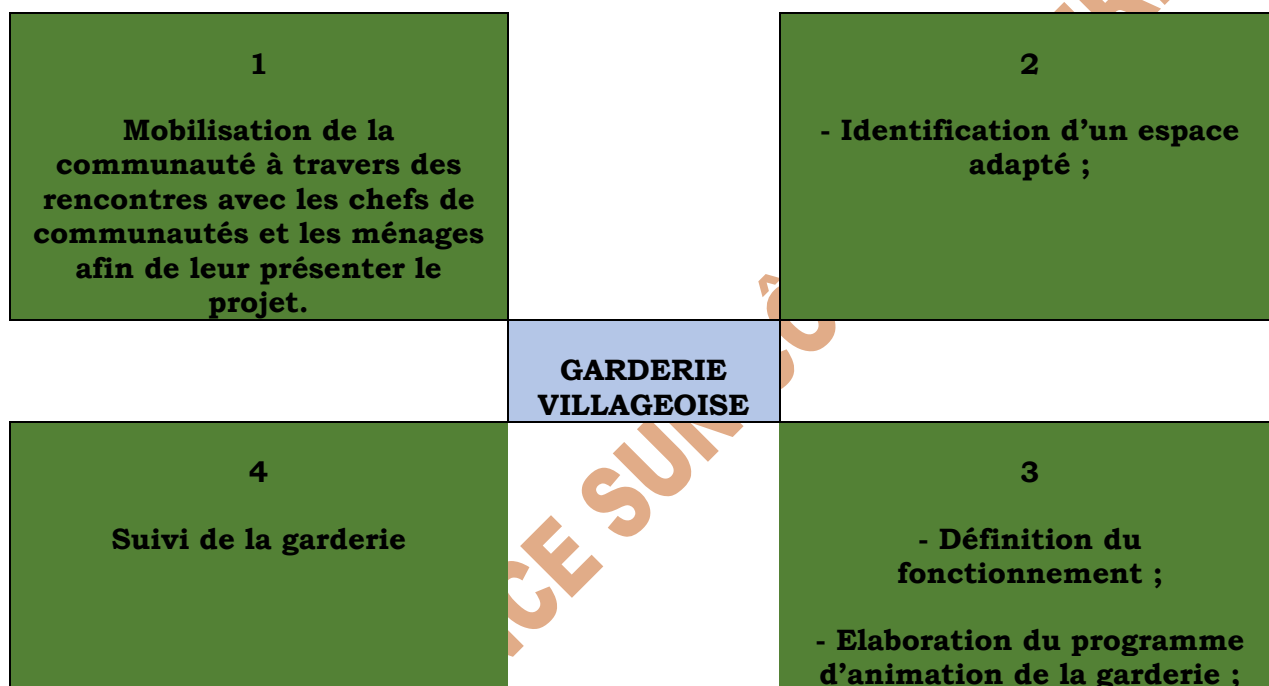 1
Mobilisation de la
communauté à travers des
rencontres avec les chefs de
communautés et les ménages
afin de leur présenter le
projet.
2
- Identification d’un espace
adapté ;
GARDERIE
VILLAGEOISE
4
Suivi de la garderie
3
- Définition du
fonctionnement ;
- Elaboration du programme
d’animation de la garderie ;